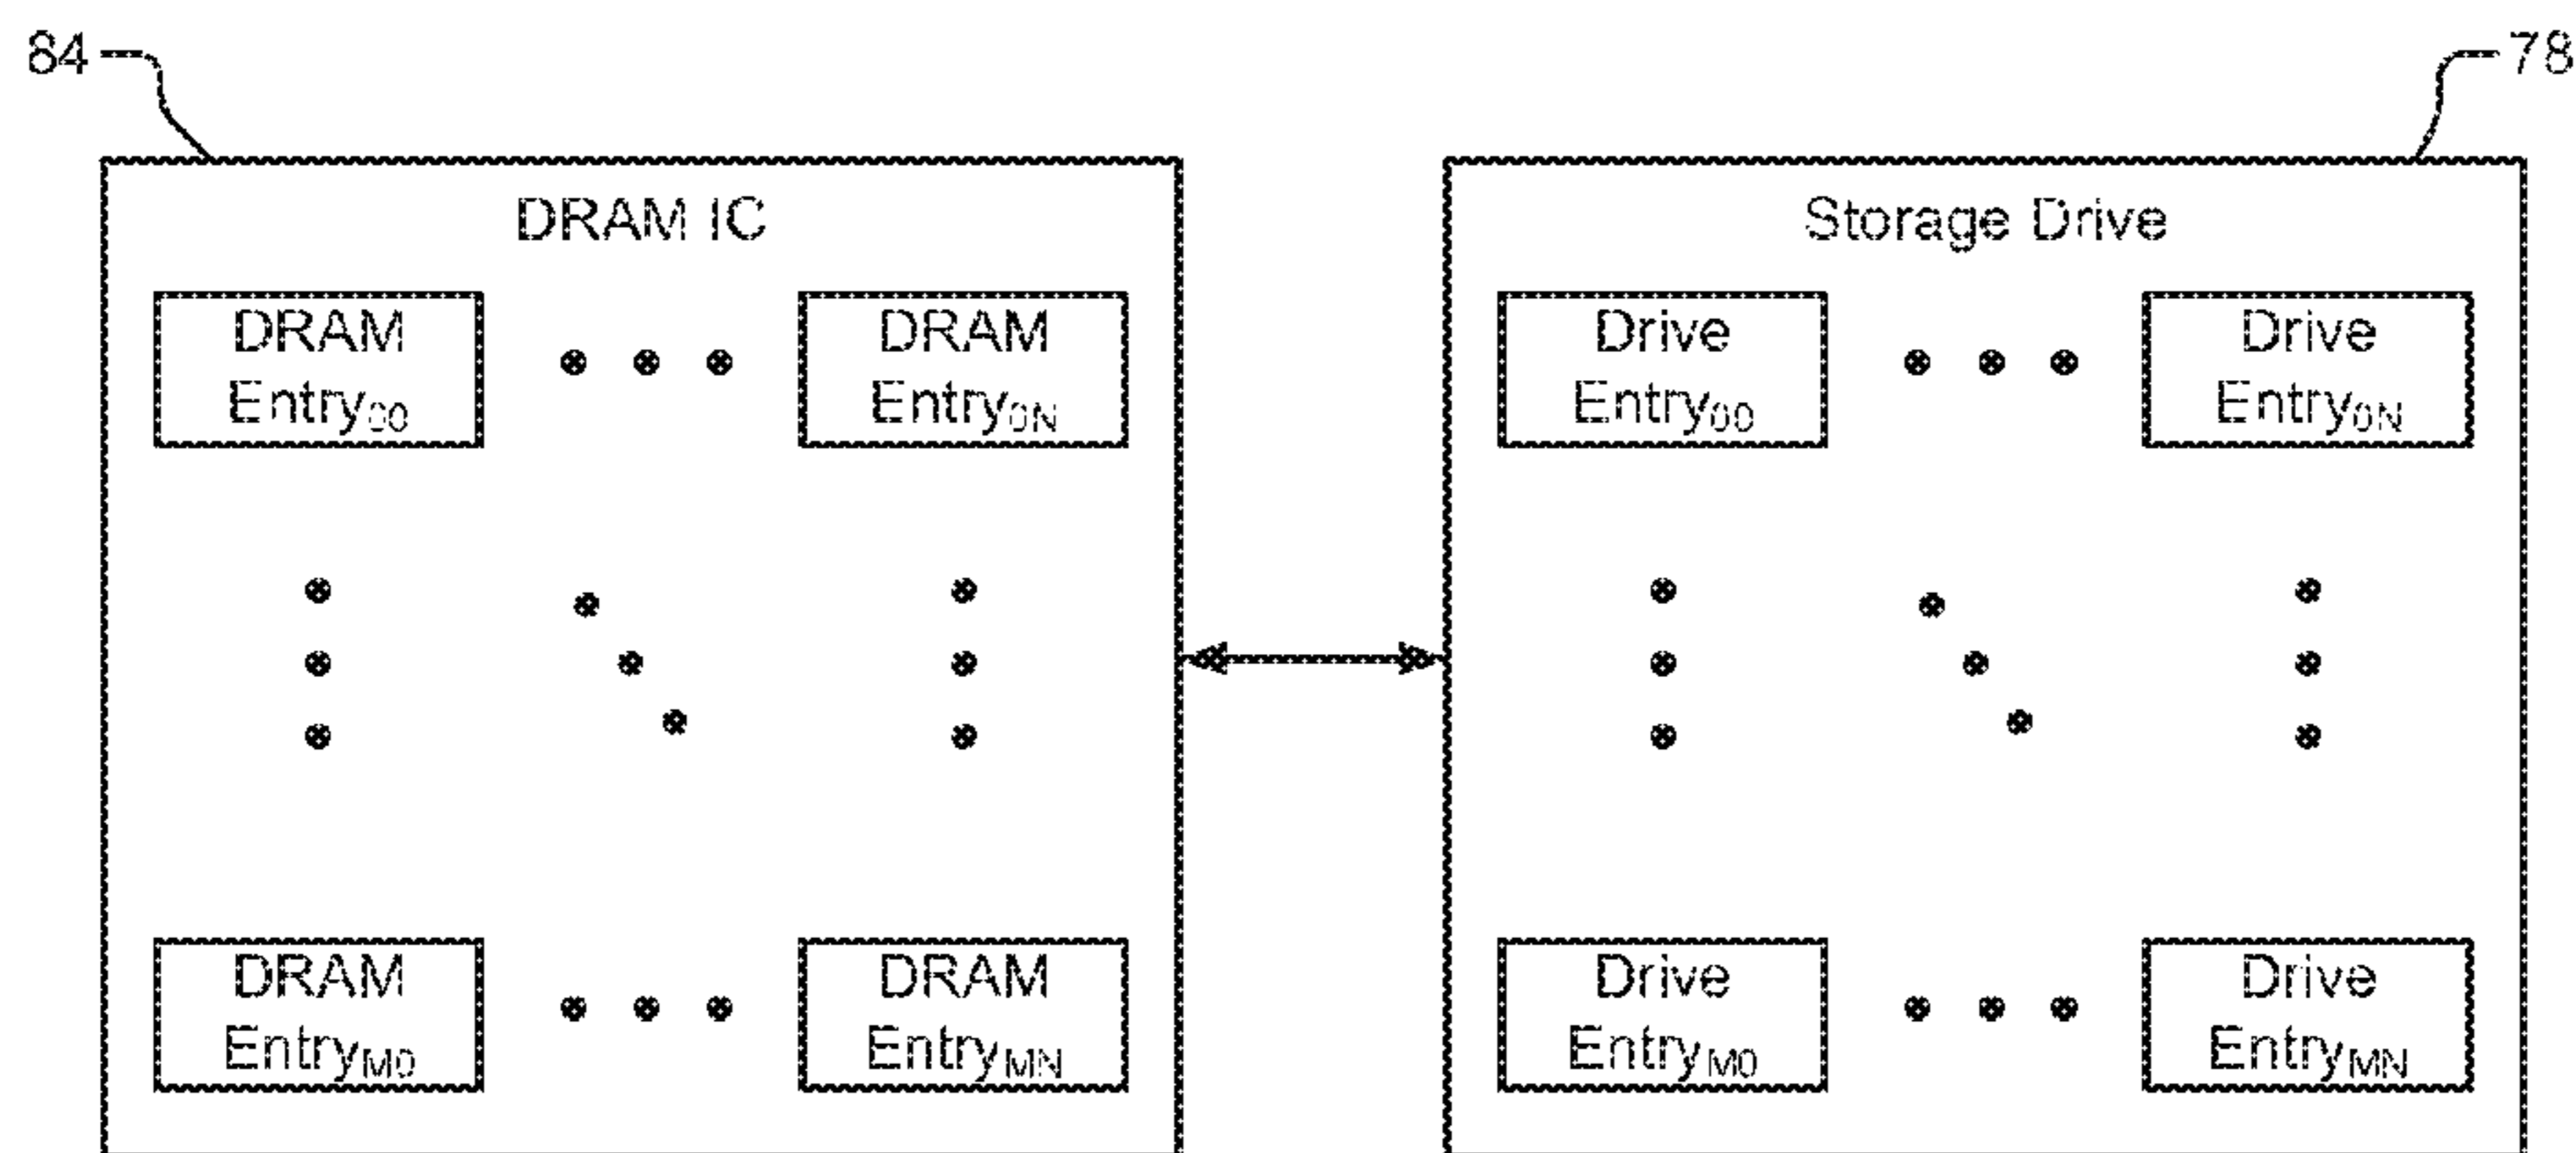 84
78
DRAM IC
Storage Drive
DRAM
Entry₀₀
DRAM
Entry₀N
Drive
Entry₀₀
Drive
Entry₀N
DRAM
EntryM0
DRAM
EntryMN
Drive
EntryM0
Drive
EntryMN